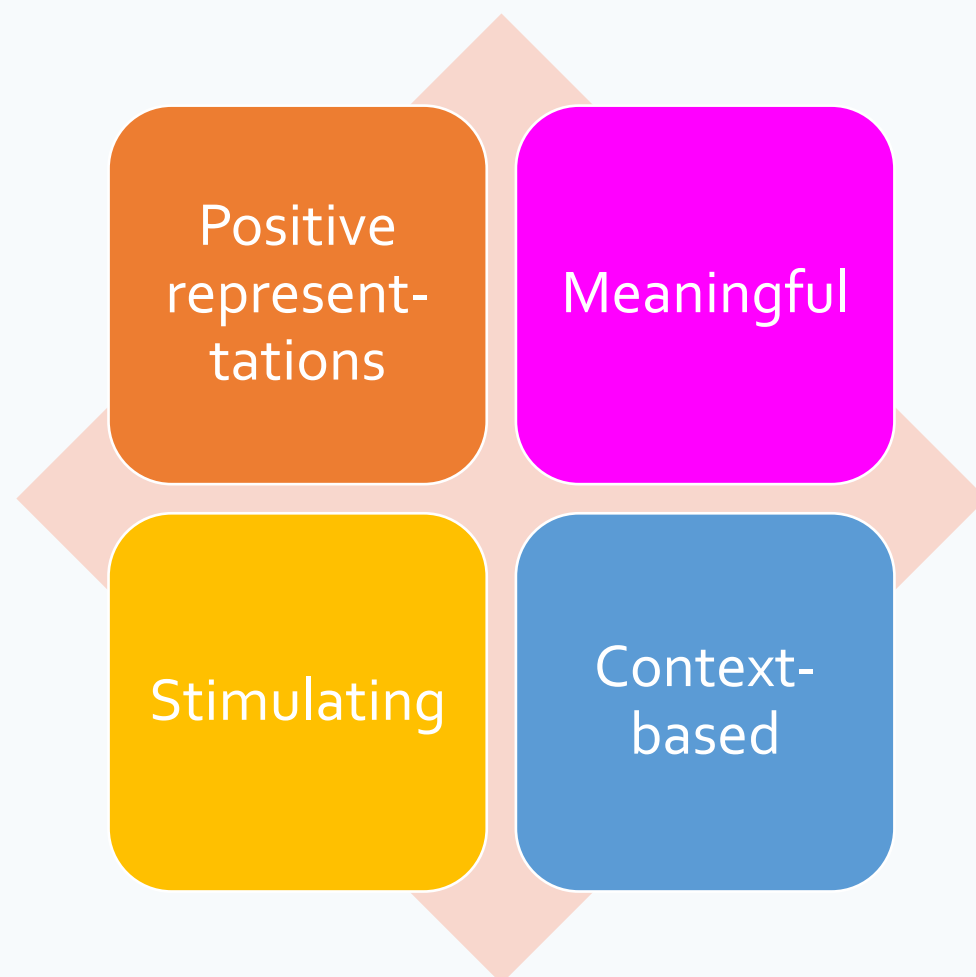 Positive
represent-
tations
Meaningful
Stimulating
Context-
based